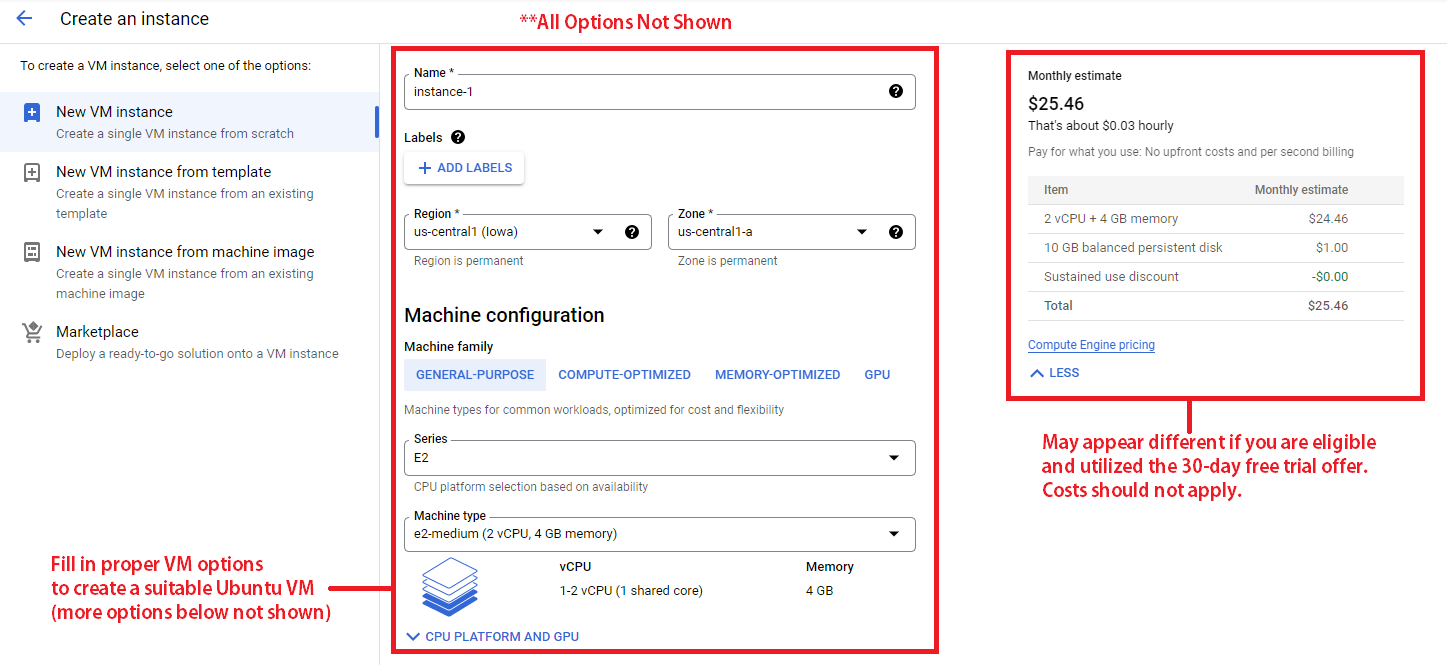 Create an instance
**All Options Not Shown
To create a VM instance, select one of the options:
New VM instance
Create a single VM instance from scratch
New VM instance from template
Create a single VM instance from an existing
template
New VM instance from machine image
Create a single VM instance from an existing
machine image
Marketplace
Deploy a ready-to-go solution onto a VM instance
Name *
instance-1
Labels
ADD LABELS
Region *
us-central1 (Iowa)
Region is permanent
Zone *
us-central1-a
Zone is permanent
Machine configuration
Machine family
GENERAL-PURPOSE COMPUTE-OPTIMIZED MEMORY-OPTIMIZED GPU
Machine types for common workloads, optimized for cost and flexibility
Series
E2
CPU platform selection based on availability
Machine type
e2-medium (2 vCPU, 4 GB memory)
vCPU Memory
1-2 vCPU (1 shared core) 4 GB
CPU PLATFORM AND GPU
Fill in proper VM options
to create a suitable Ubuntu VM
(more options below not shown)
Monthly estimate
$25.46
That's about $0.03 hourly
Pay for what you use: No upfront costs and per second billing
Item Monthly estimate
2 vCPU + 4 GB memory $24.46
10 GB balanced persistent disk $1.00
Sustained use discount -$0.00
Total $25.46
Compute Engine pricing
LESS
May appear different if you are eligible
and utilized the 30-day free trial offer.
Costs should not apply.